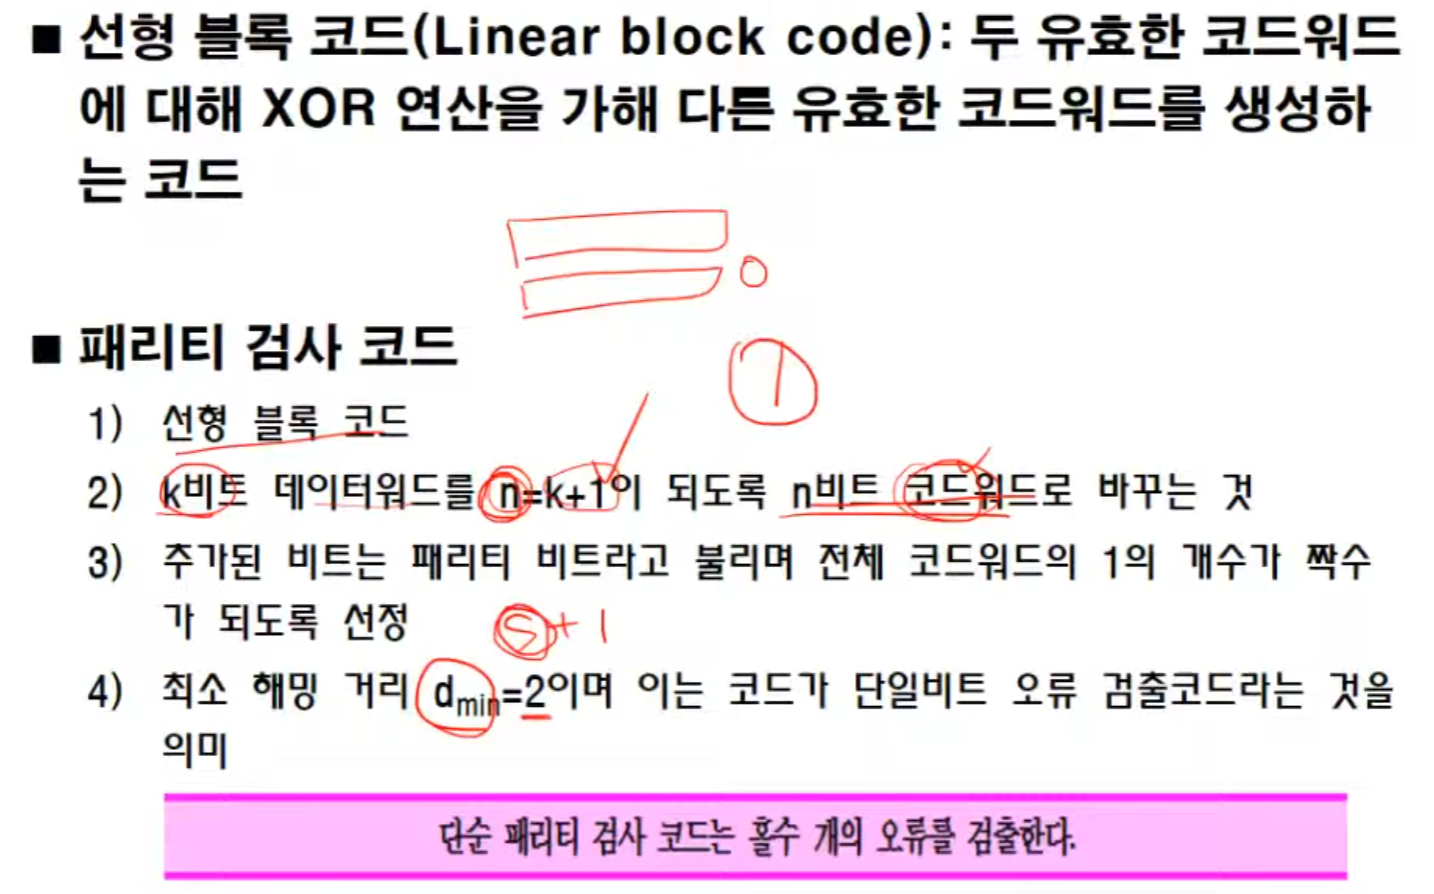 ■ 선형 블록 코드(Linear block code): 두 유효한 코드워드
에 대해 XOR 연산을 가해 다른 유효한 코드워드를 생성하
는 코드
■ 패리티 검사 코드
1
1) 선형 블록 코드
2) k비트 데이터워드를 n=k+1이 되도록 n비트 코드워드로 바꾸는 것
3) 추가된 비트는 패리티 비트라고 불리며 전체 코드워드의 1의 개수가 짝수
가 되도록 선정
S+1
4) 최소 해밍 거리 dmin=2이며 이는 코드가 단일비트 오류 검출코드라는 것을
의미
단순 패리티 검사 코드는 홀수 개의 오류를 검출한다.